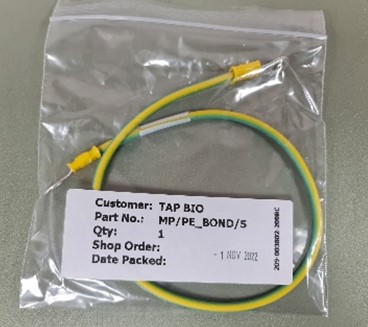 Customer: TAP BIO
Part No.: MP/PE_BOND/5
Qty: 1
Shop Order:
Date Packed: - 1 NOV 2022